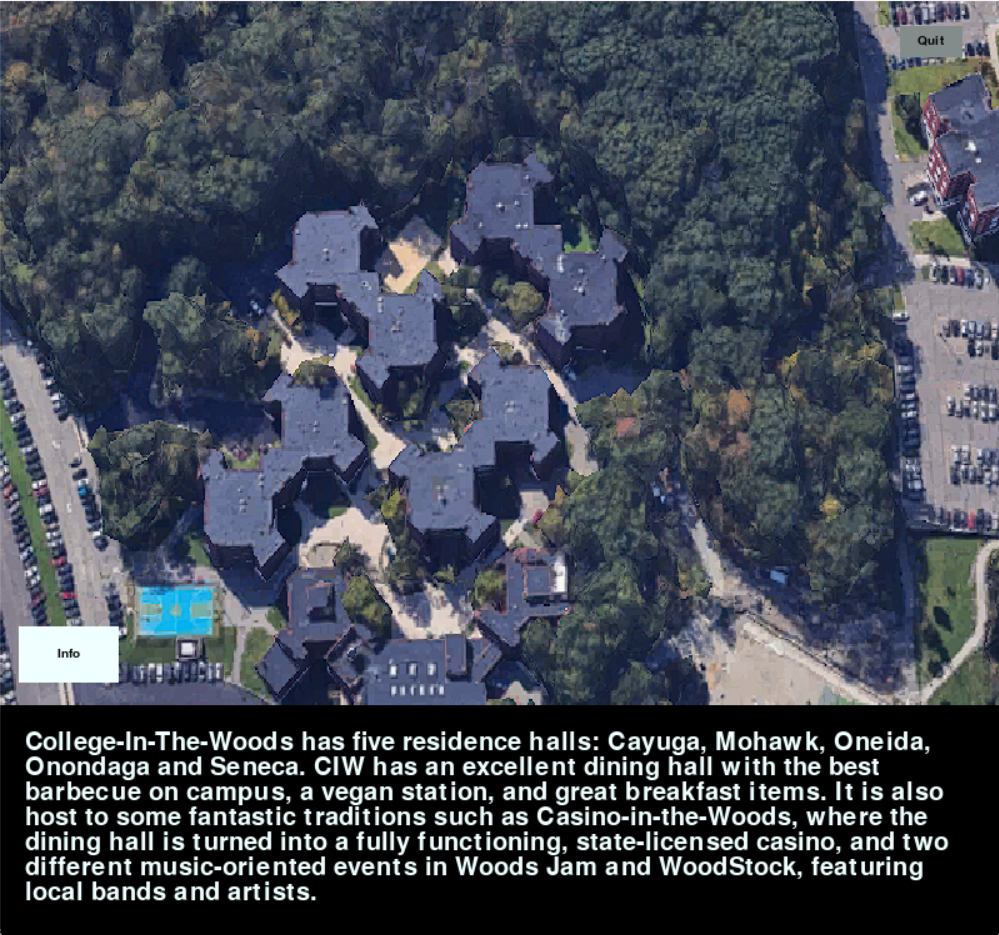 Quit
Info
College-In-The-Woods has five residence halls: Cayuga, Mohawk, Oneida,
Onondaga and Seneca. CIW has an excellent dining hall with the best
barbecue on campus, a vegan station, and great breakfast items. It is also
host to some fantastic traditions such as Casino-in-the-Woods, where the
dining hall is turned into a fully functioning, state-licensed casino, and two
different music-oriented events in Woods Jam and WoodStock, featuring
local bands and artists.